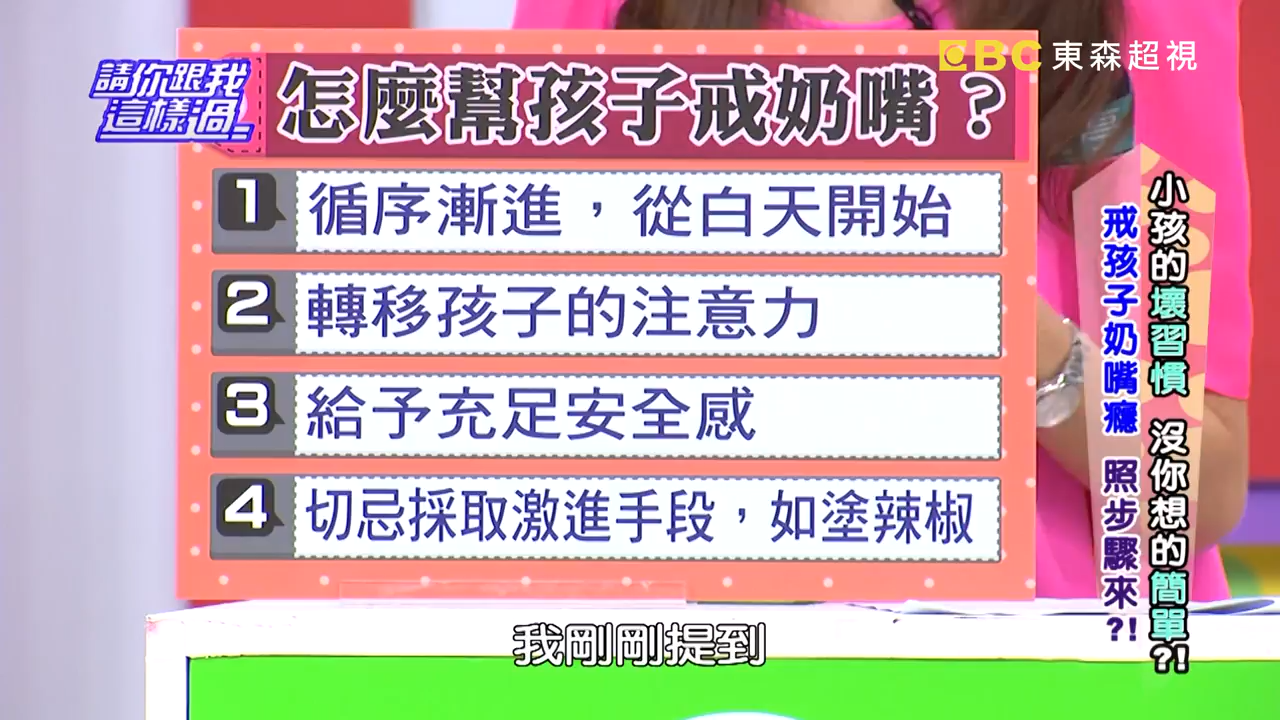 EBC 東森超視
請你跟我
這樣過
怎麼幫孩子戒奶嘴？
1 循序漸進，從白天開始
2 轉移孩子的注意力
3 給予充足安全感
4 切忌採取激進手段，如塗辣椒
小孩的壞習慣 沒你想的簡單?!
戒孩子奶嘴癮 照步驟來?!
我剛剛提到